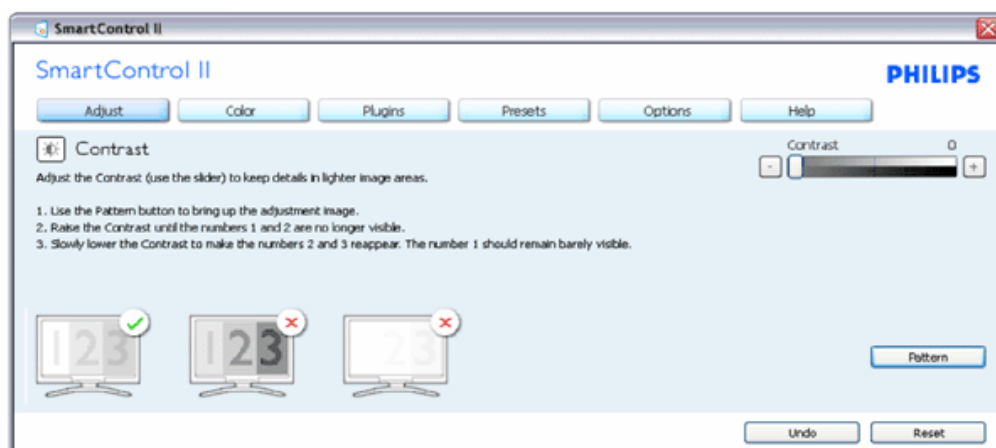 SmartControl II
SmartControl II
PHILIPS
Adjust Color Plugins Presets Options Help
Contrast
Contrast 0
- +
Adjust the Contrast (use the slider) to keep details in lighter image areas.
1. Use the Pattern button to bring up the adjustment image.
2. Raise the Contrast until the numbers 1 and 2 are no longer visible.
3. Slowly lower the Contrast to make the numbers 2 and 3 reappear. The number 1 should remain barely visible.
123 123 23
Pattern
Undo Reset